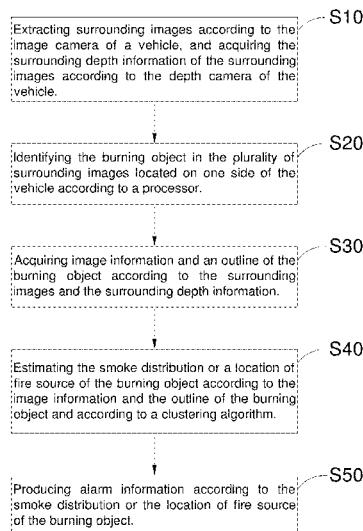 S10
Extracting surrounding images according to the
image camera of a vehicle, and acquiring the
surrounding depth information of the surrounding
images according to the depth camera of the
vehicle.
S20
Identifying the burning object in the plurality of
surrounding images located on one side of the
vehicle according to a processor.
S30
Acquiring image information and an outline of the
burning object according to the surrounding
images and the surrounding depth information.
S40
Estimating the smoke distribution or a location of
fire source of the burning object according to the
image information and the outline of the burning
object and according to a clustering algorithm.
S50
Producing alarm information according to the
smoke distribution or the location of fire source
of the burning object.